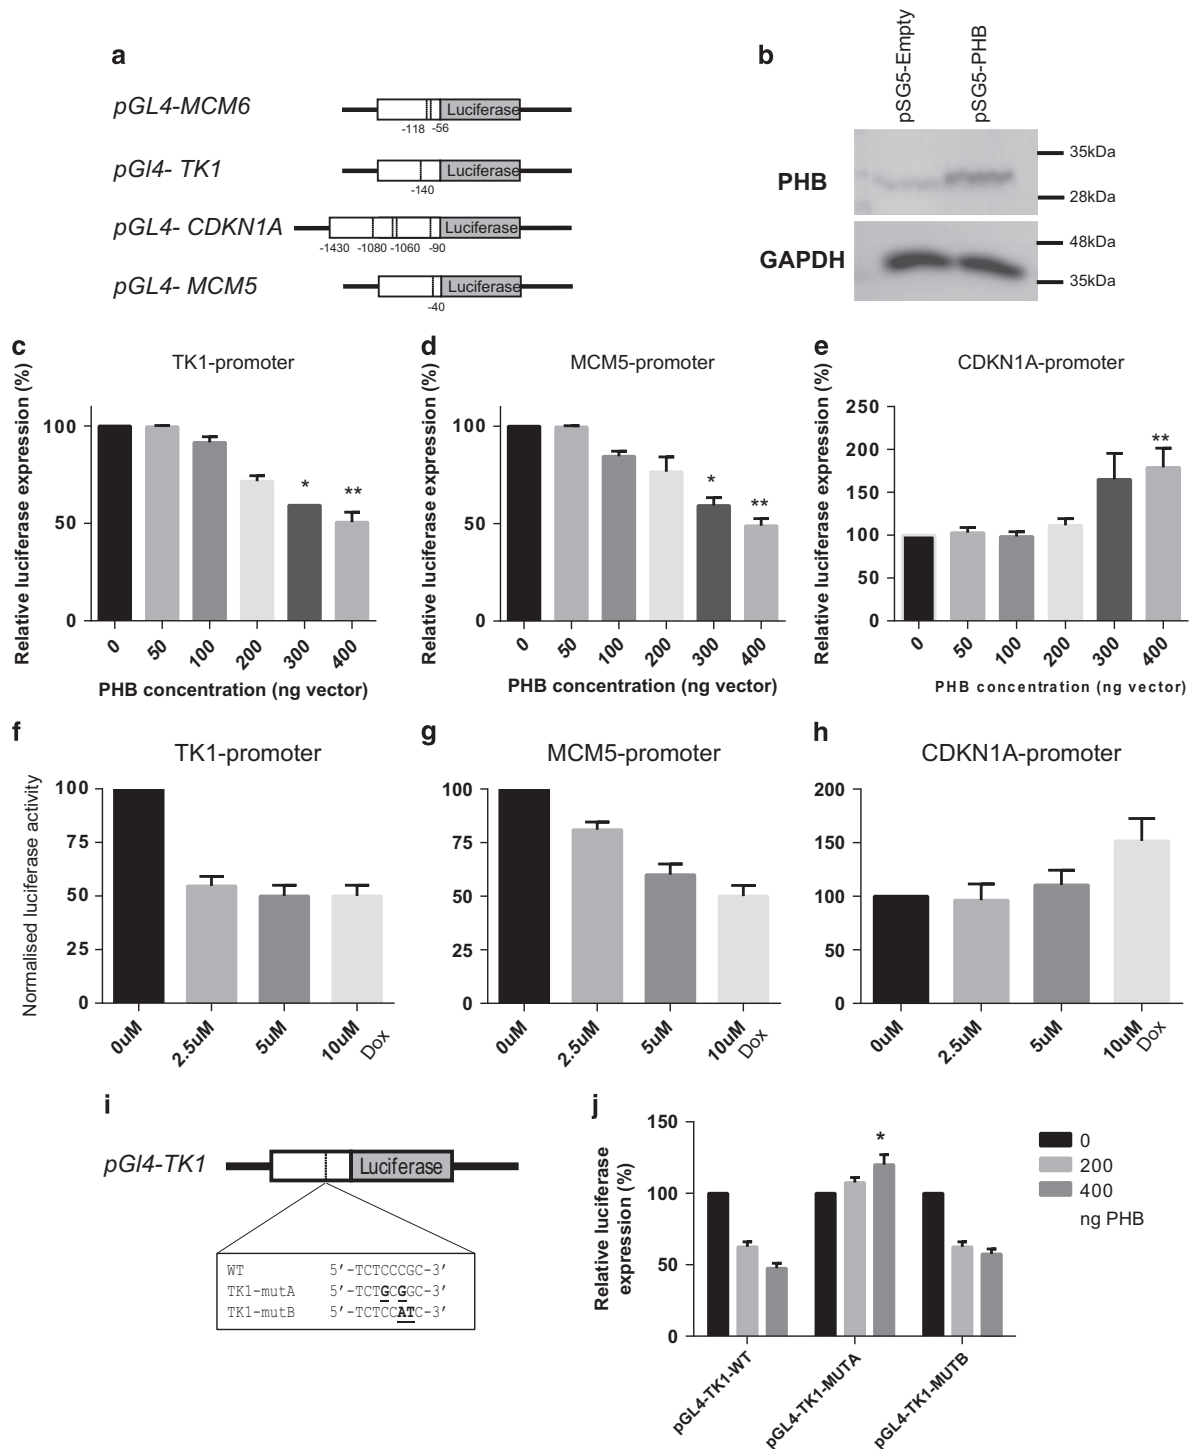 a
pGL4-MCM6
Luciferase
-118 -56
pGl4- TK1
Luciferase
-140
pGL4- CDKN1A
Luciferase
-1430 -1080 -1060 -90
pGL4- MCM5
Luciferase
-40
b
pSG5-Empty
pSG5-PHB
PHB
35kDa
28kDa
GAPDH
48kDa
35kDa
c
TK1-promoter
Relative luciferase expression (%)
100
50
0
*
**
0 50 100 200 300 400
PHB concentration (ng vector)
d
MCM5-promoter
Relative luciferase expression (%)
100
50
0
*
**
0 50 100 200 300 400
PHB concentration (ng vector)
e
CDKN1A-promoter
Relative luciferase expression (%)
250
200
150
100
50
0
**
0 50 100 200 300 400
PHB concentration (ng vector)
f
TK1-promoter
Normalised luciferase activity
100
75
50
25
0
0uM 2.5uM 5uM 10uM
Dox
g
MCM5-promoter
100
75
50
25
0
0uM 2.5uM 5uM 10uM
Dox
h
CDKN1A-promoter
200
150
100
50
0
0uM 2.5uM 5uM 10uM
Dox
i
pGl4-TK1
Luciferase
WT 5′-TCTCCCGC-3′
TK1-mutA 5′-TCTGCGGC-3′
TK1-mutB 5′-TCTCCATC-3′
j
Relative luciferase
expression (%)
150
100
50
0
*
pGL4-TK1-WT
pGL4-TK1-MUTA
pGL4-TK1-MUTB
0
200
400
ng PHB